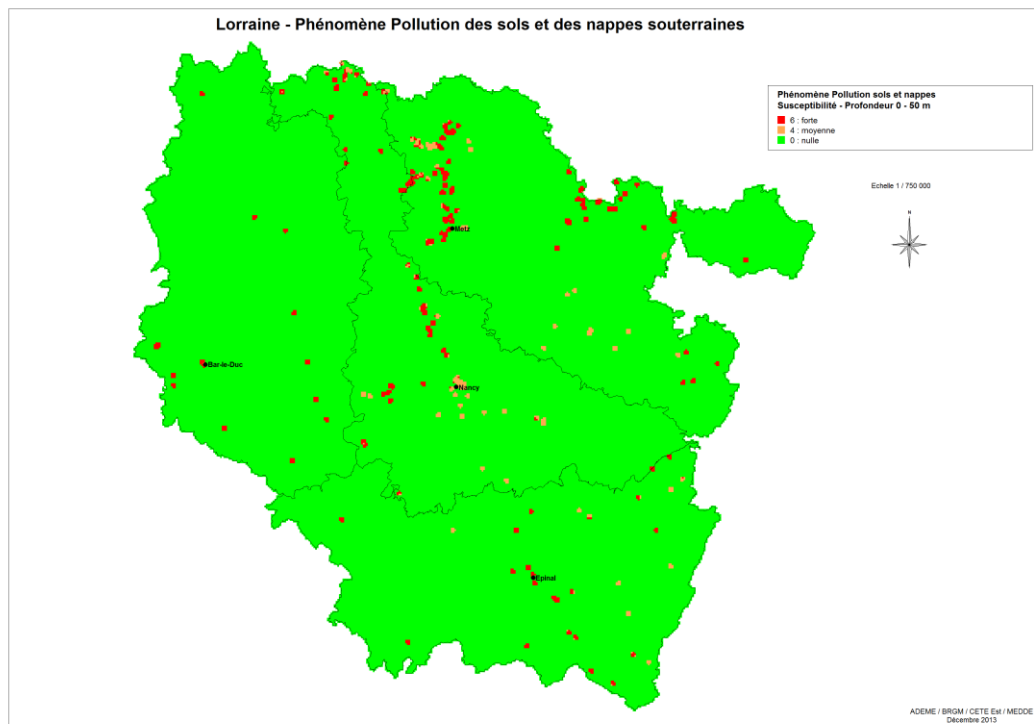 Lorraine - Phénomène Pollution des sols et des nappes souterraines
Phénomène Pollution sols et nappes
Susceptibilité - Profondeur 0 - 50 m
6 : forte
4 : moyenne
0 : nulle
Echelle 1 / 750 000
N
Metz
Bar-le-Duc
Nancy
Epinal
ADEME / BRGM / CETE Est / MEDDE
Décembre 2013